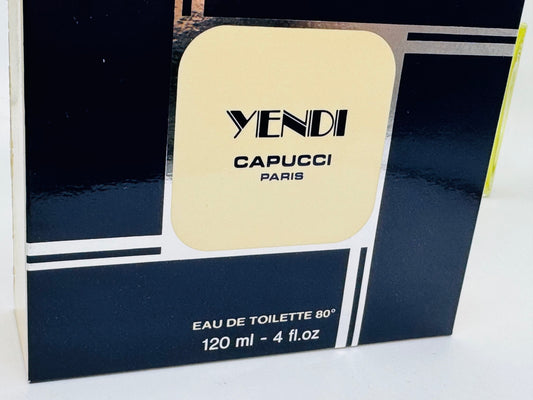 YENDI
CAPUCCI
PARIS
EAU DE TOILETTE 80°
120 ml - 4 fl.oz